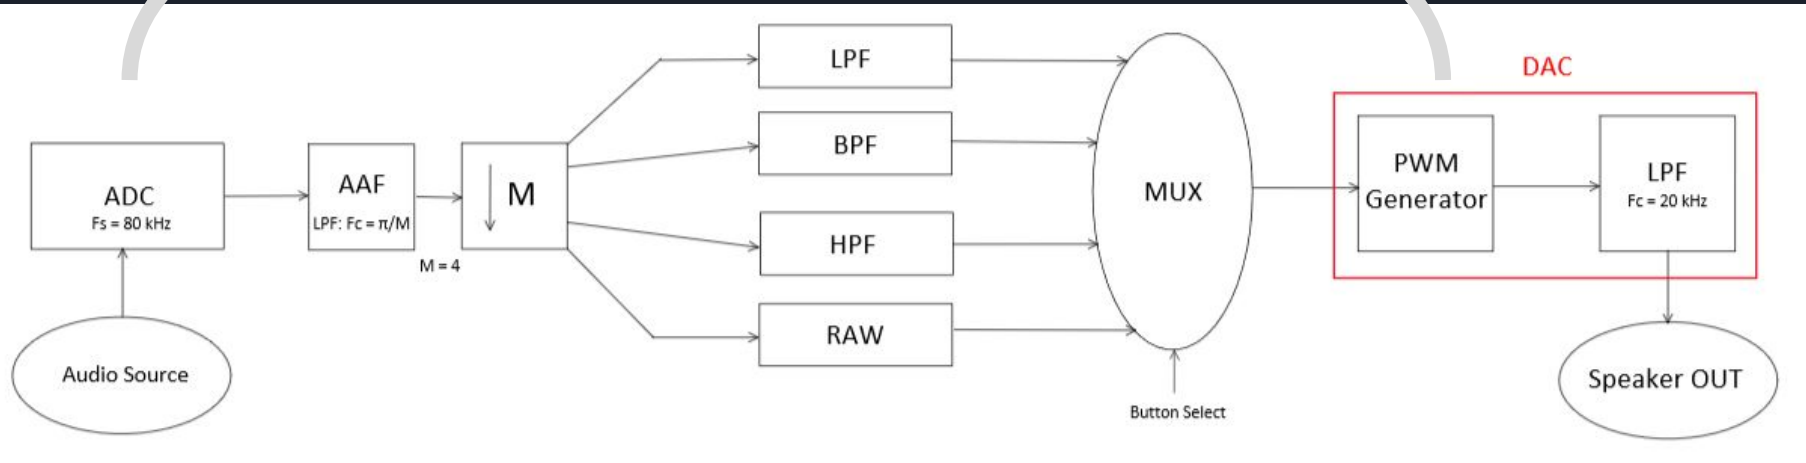 ADC
Fs = 80 kHz
Audio Source
AAF
LPF: Fc = π/M
M = 4
↓ M
LPF
BPF
HPF
RAW
MUX
Button Select
DAC
PWM
Generator
LPF
Fc = 20 kHz
Speaker OUT